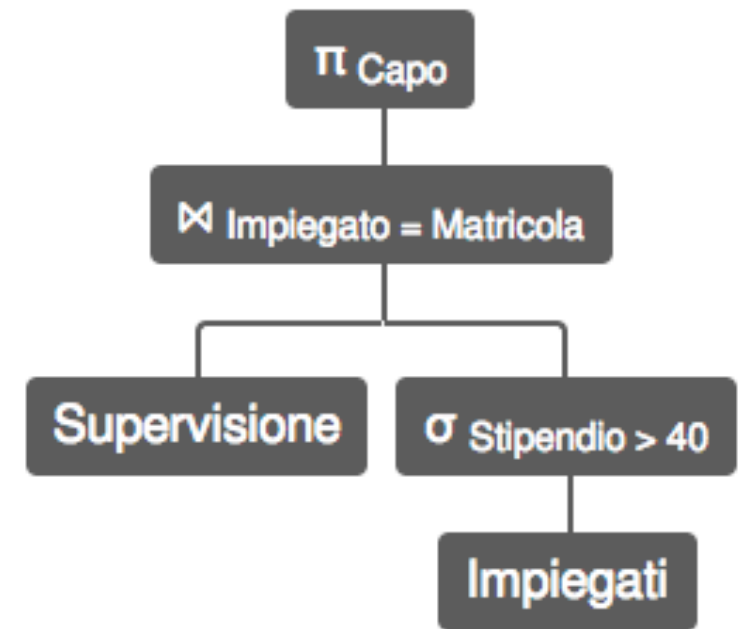 π Capo
⋈ Impiegato = Matricola
Supervisione
σ Stipendio > 40
Impiegati